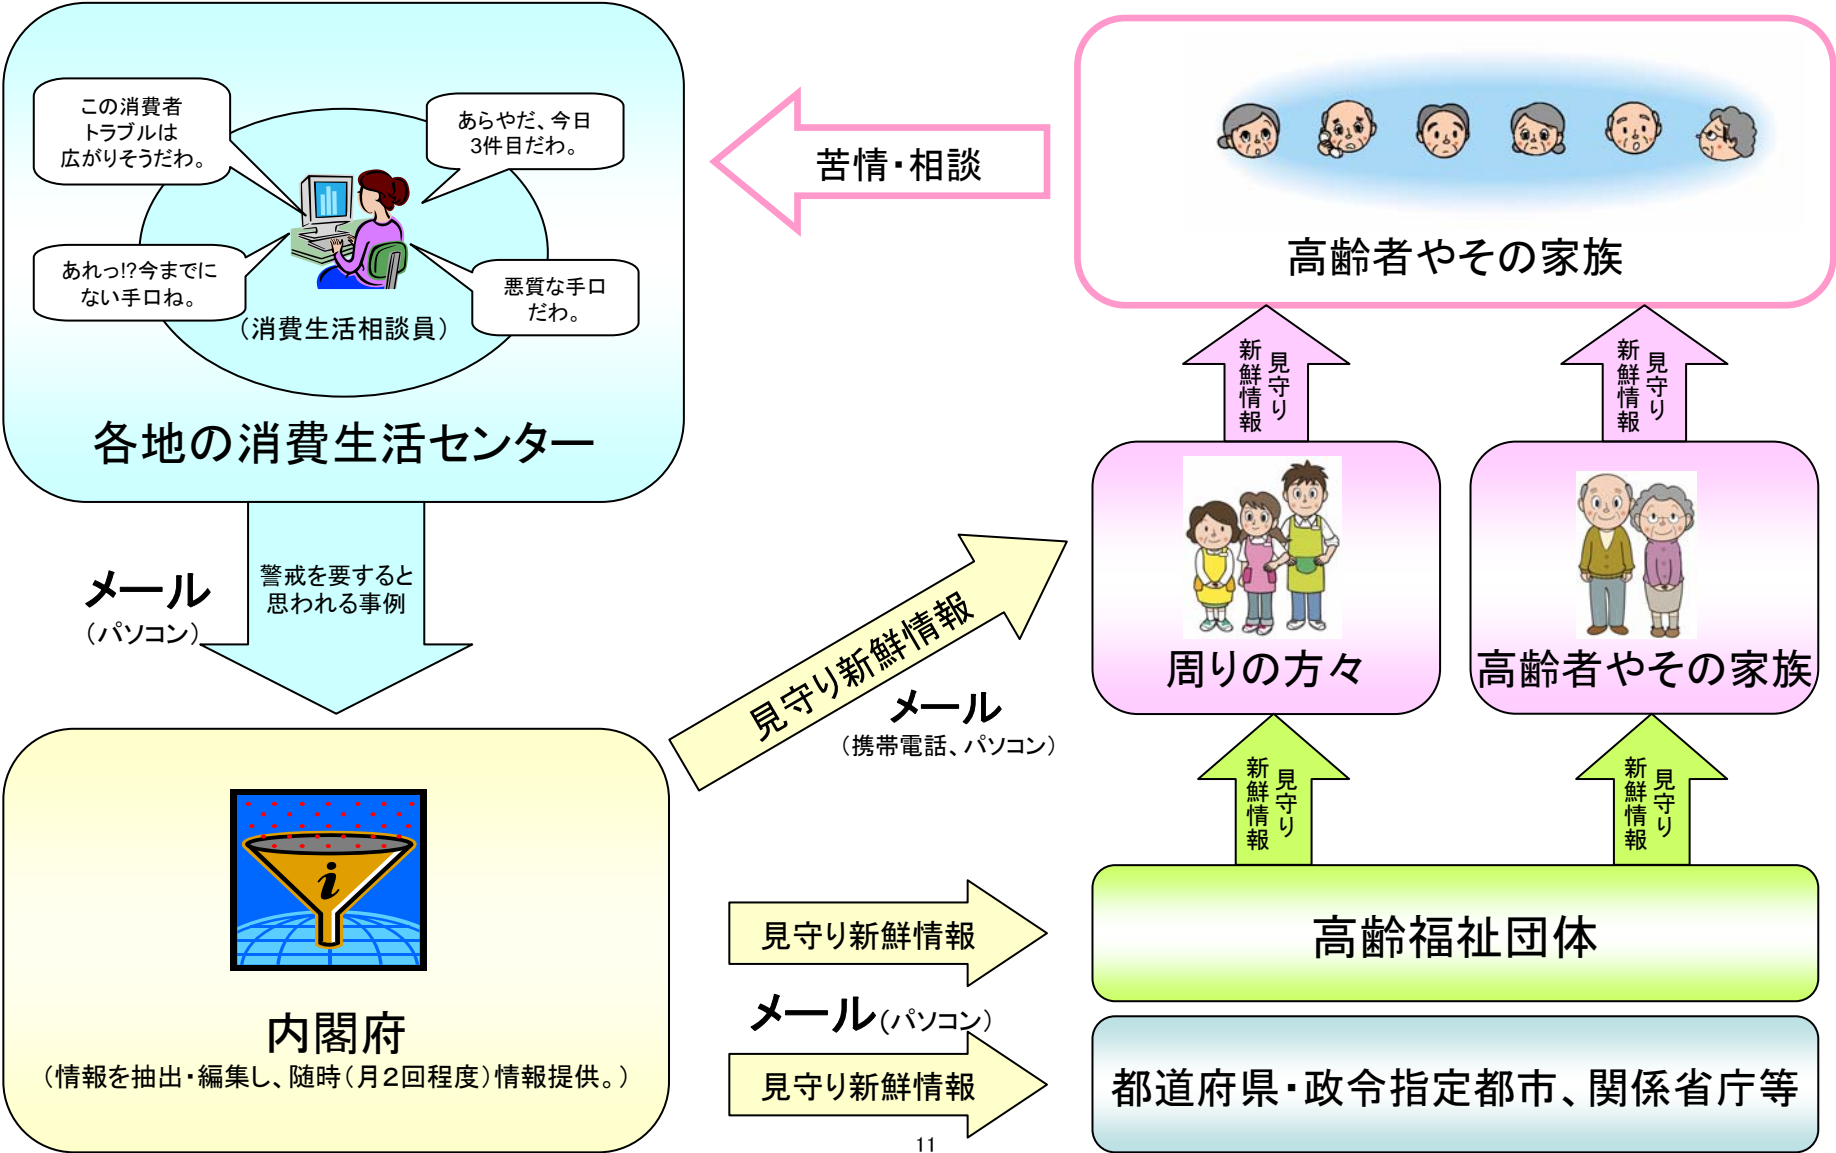 この消費者
トラブルは
広がりそうだわ。
あらやだ、今日
3件目だわ。
あれっ!?今までに
ない手口ね。
悪質な手口
だわ。
（消費生活相談員）
各地の消費生活センター
苦情・相談
高齢者やその家族
見守り
新鮮情報
見守り
新鮮情報
周りの方々
高齢者やその家族
メール
（パソコン）
警戒を要すると
思われる事例
見守り新鮮情報
メール
（携帯電話、パソコン）
見守り
新鮮情報
見守り
新鮮情報
i
内閣府
（情報を抽出・編集し、随時（月２回程度）情報提供。）
見守り新鮮情報
メール（パソコン）
見守り新鮮情報
高齢福祉団体
都道府県・政令指定都市、関係省庁等
11